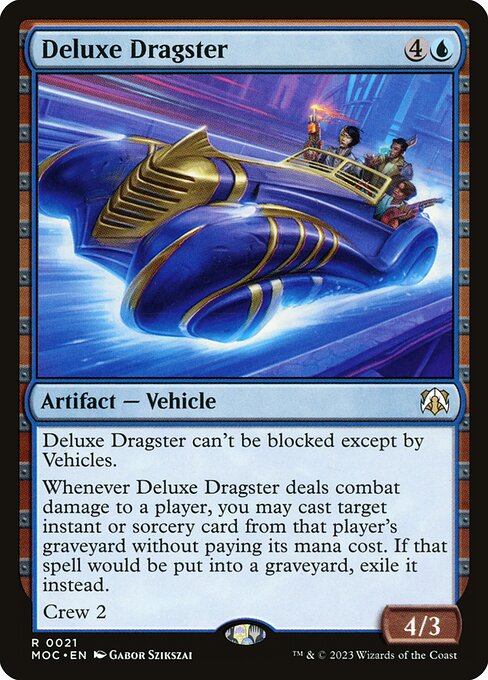 Deluxe Dragster 4
Artifact — Vehicle
Deluxe Dragster can't be blocked except by
Vehicles.
Whenever Deluxe Dragster deals combat
damage to a player, you may cast target
instant or sorcery card from that player's
graveyard without paying its mana cost. If that
spell would be put into a graveyard, exile it
instead.
Crew 2
4/3
R 0021
MOC • EN Gabor Szikszai
™ & © 2023 Wizards of the Coast